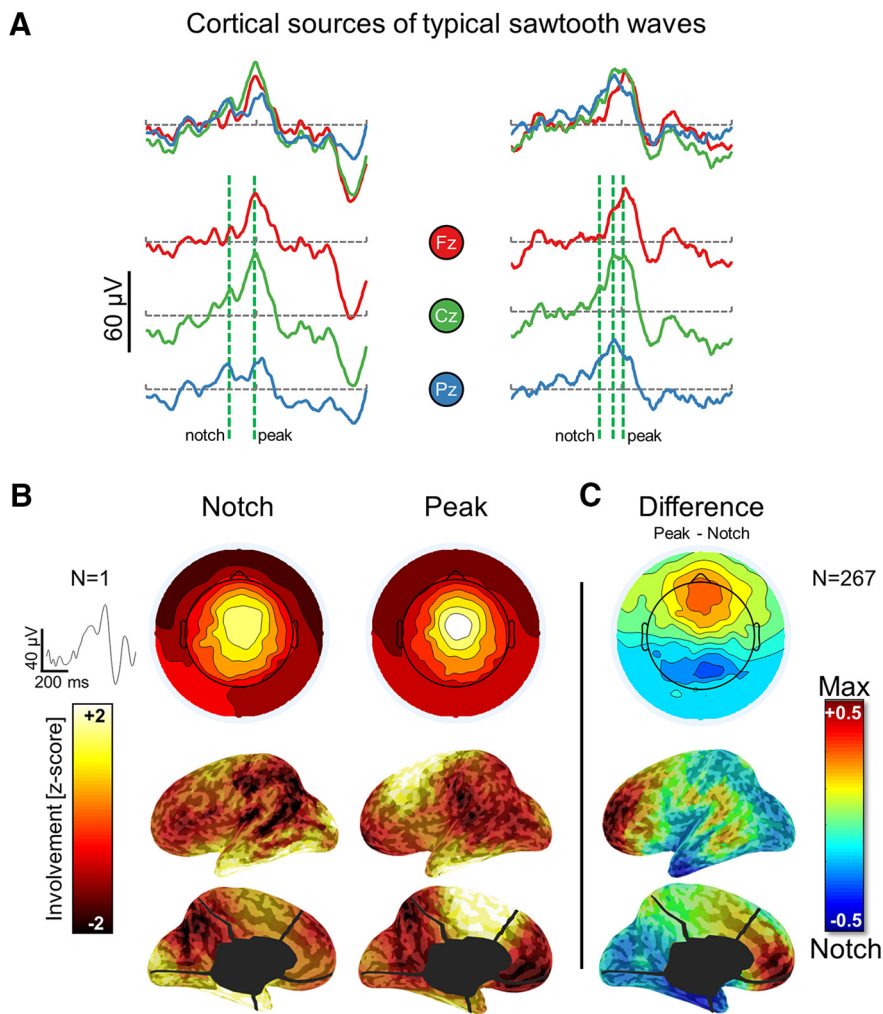 A
Cortical sources of typical sawtooth waves
60 µV
Fz
Cz
Pz
notch
peak
notch
peak
B
Notch
Peak
C
Difference
Peak - Notch
N=1
N=267
40 µV
200 ms
Involvement [z-score]
+2
-2
Max
+0.5
-0.5
Notch